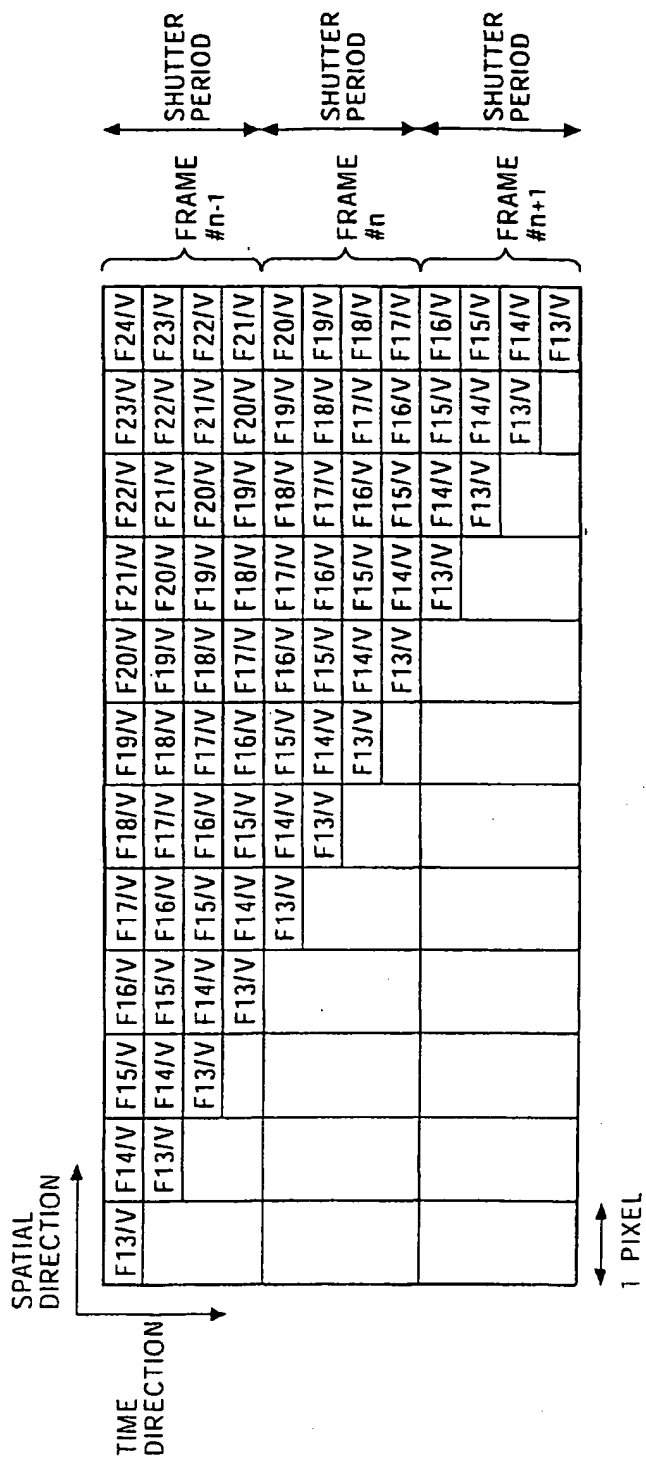 SPATIAL
DIRECTION
TIME
DIRECTION
F13/V F14/V F15/V F16/V F17/V F18/V F19/V F20/V F21/V F22/V F23/V F24/V
F13/V F14/V F15/V F16/V F17/V F18/V F19/V F20/V F21/V F22/V F23/V
F13/V F14/V F15/V F16/V F17/V F18/V F19/V F20/V F21/V F22/V
F13/V F14/V F15/V F16/V F17/V F18/V F19/V F20/V F21/V
F13/V F14/V F15/V F16/V F17/V F18/V F19/V F20/V
F13/V F14/V F15/V F16/V F17/V F18/V F19/V
F13/V F14/V F15/V F16/V F17/V F18/V
F13/V F14/V F15/V F16/V F17/V
F13/V F14/V F15/V F16/V
F13/V F14/V F15/V
F13/V F14/V
F13/V
FRAME
#n-1
SHUTTER
PERIOD
FRAME
#n
SHUTTER
PERIOD
FRAME
#n+1
SHUTTER
PERIOD
1 PIXEL